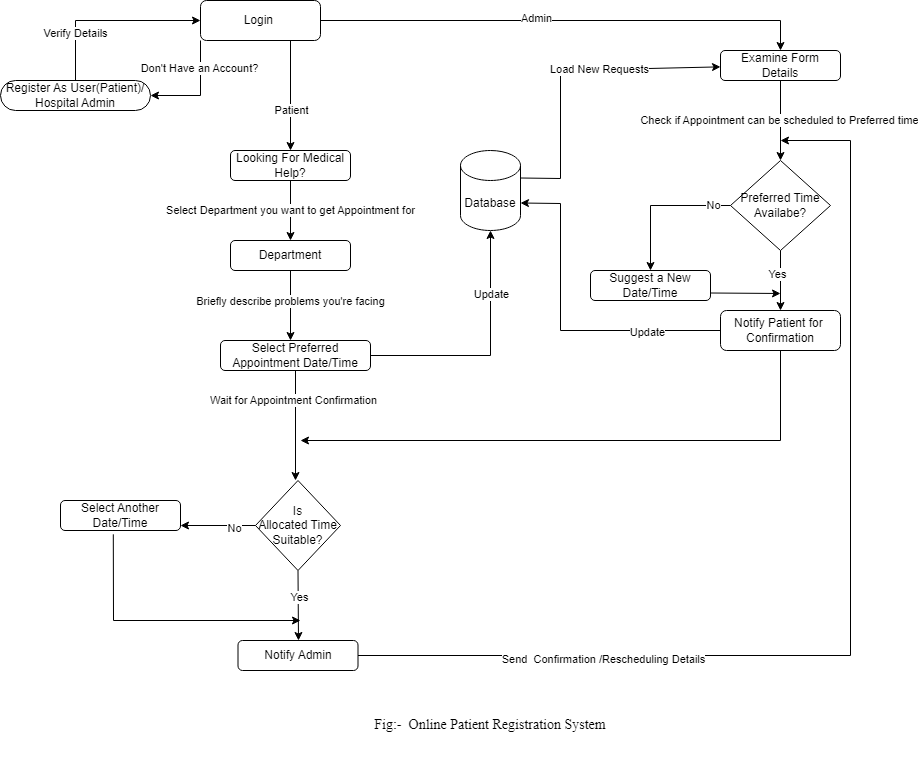 Login
Admin
Verify Details
Don't Have an Account?
Register As User(Patient)/
Hospital Admin
Patient
Load New Requests
Examine Form
Details
Check if Appointment can be scheduled to Preferred time
Looking For Medical
Help?
Select Department you want to get Appointment for
Database
Preferred Time
Availabe?
No
Yes
Department
Suggest a New
Date/Time
Briefly describe problems you're facing
Update
Notify Patient for
Confirmation
Update
Select Preferred
Appointment Date/Time
Wait for Appointment Confirmation
Select Another
Date/Time
No
Is
Allocated Time
Suitable?
Yes
Notify Admin
Send  Confirmation /Rescheduling Details
Fig:-  Online Patient Registration System